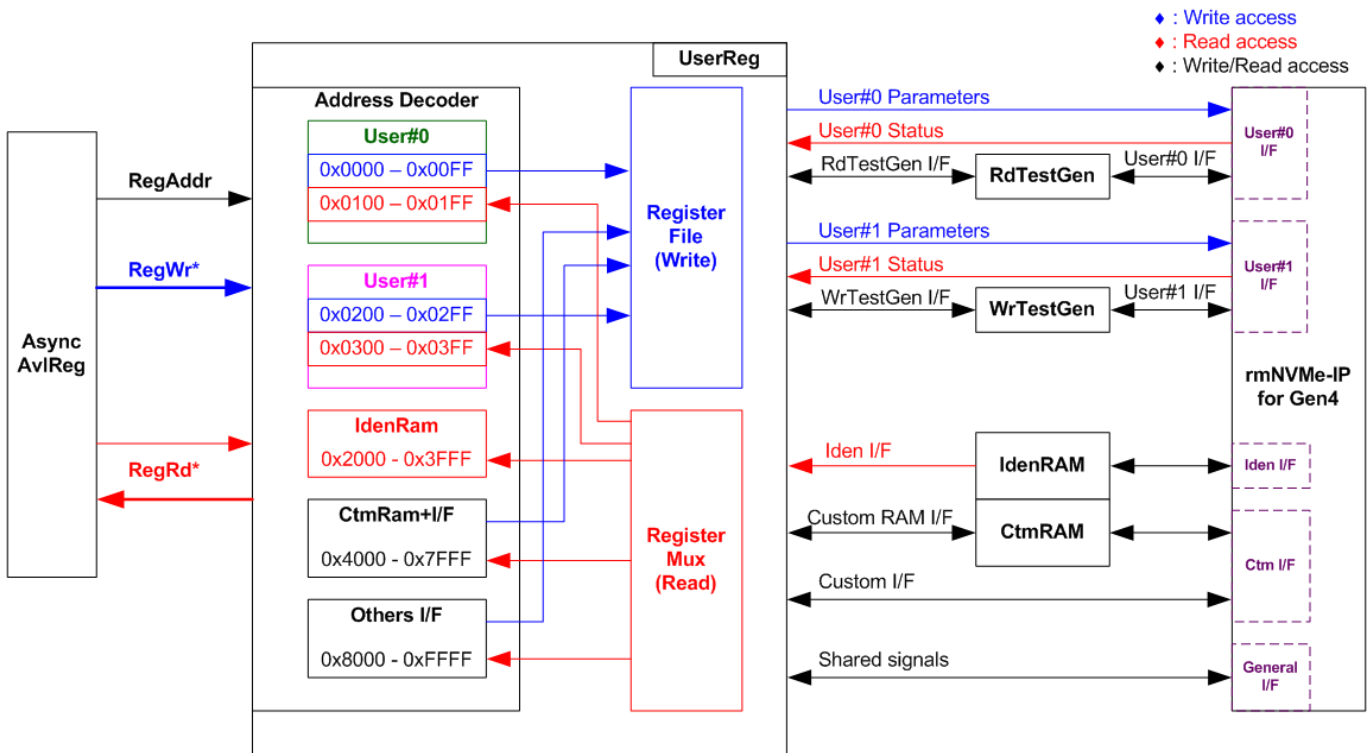 ♦ : Write access
♦ : Read access
♦ : Write/Read access
UserReg
Address Decoder
User#0
0x0000 – 0x00FF
0x0100 – 0x01FF
User#1
0x0200 – 0x02FF
0x0300 – 0x03FF
IdenRam
0x2000 - 0x3FFF
CtmRam+I/F
0x4000 - 0x7FFF
Others I/F
0x8000 - 0xFFFF
Async
AvlReg
RegAddr
RegWr*
RegRd*
Register
File
(Write)
Register
Mux
(Read)
User#0 Parameters
User#0 Status
RdTestGen I/F
RdTestGen
User#0 I/F
User#1 Parameters
User#1 Status
WrTestGen I/F
WrTestGen
User#1 I/F
Iden I/F
IdenRAM
Custom RAM I/F
CtmRAM
Custom I/F
Shared signals
User#0
I/F
User#1
I/F
rmNVMe-IP
for Gen4
Iden I/F
Ctm I/F
General
I/F